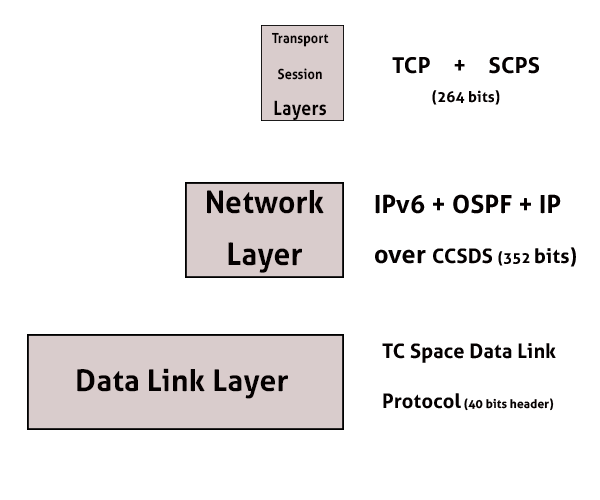 Transport
Session
Layers
TCP + SCPS
(264 bits)
Network
Layer
IPv6 + OSPF + IP
over CCSDS (352 bits)
Data Link Layer
TC Space Data Link
Protocol (40 bits header)